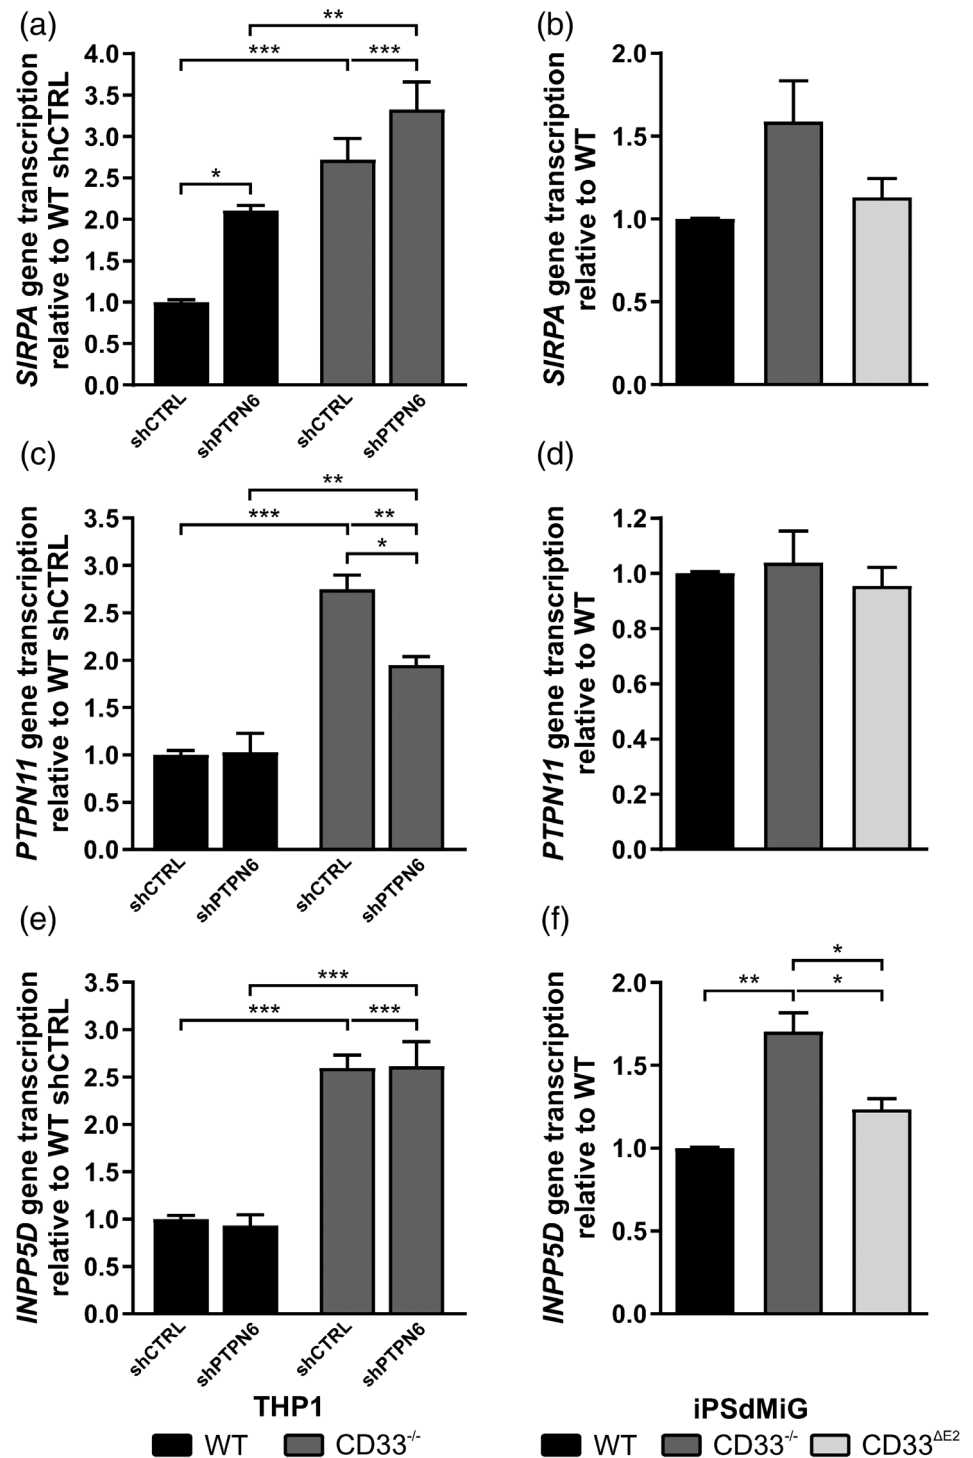 (a)
SIRPA gene transcription
relative to WT shCTRL
4.0
3.5
3.0
2.5
2.0
1.5
1.0
0.5
0.0
*
***
**
***
shCTRL
shPTPN6
shCTRL
shPTPN6
(b)
SIRPA gene transcription
relative to WT
2.0
1.5
1.0
0.5
0.0
(c)
PTPN11 gene transcription
relative to WT shCTRL
3.5
3.0
2.5
2.0
1.5
1.0
0.5
0.0
**
***
**
*
shCTRL
shPTPN6
shCTRL
shPTPN6
(d)
PTPN11 gene transcription
relative to WT
1.2
1.0
0.8
0.6
0.4
0.2
0.0
(e)
INPP5D gene transcription
relative to WT shCTRL
3.5
3.0
2.5
2.0
1.5
1.0
0.5
0.0
***
***
***
shCTRL
shPTPN6
shCTRL
shPTPN6
(f)
INPP5D gene transcription
relative to WT
2.0
1.5
1.0
0.5
0.0
*
**
*
THP1
WT
CD33-/-
iPSdMiG
WT
CD33-/-
CD33ΔE2